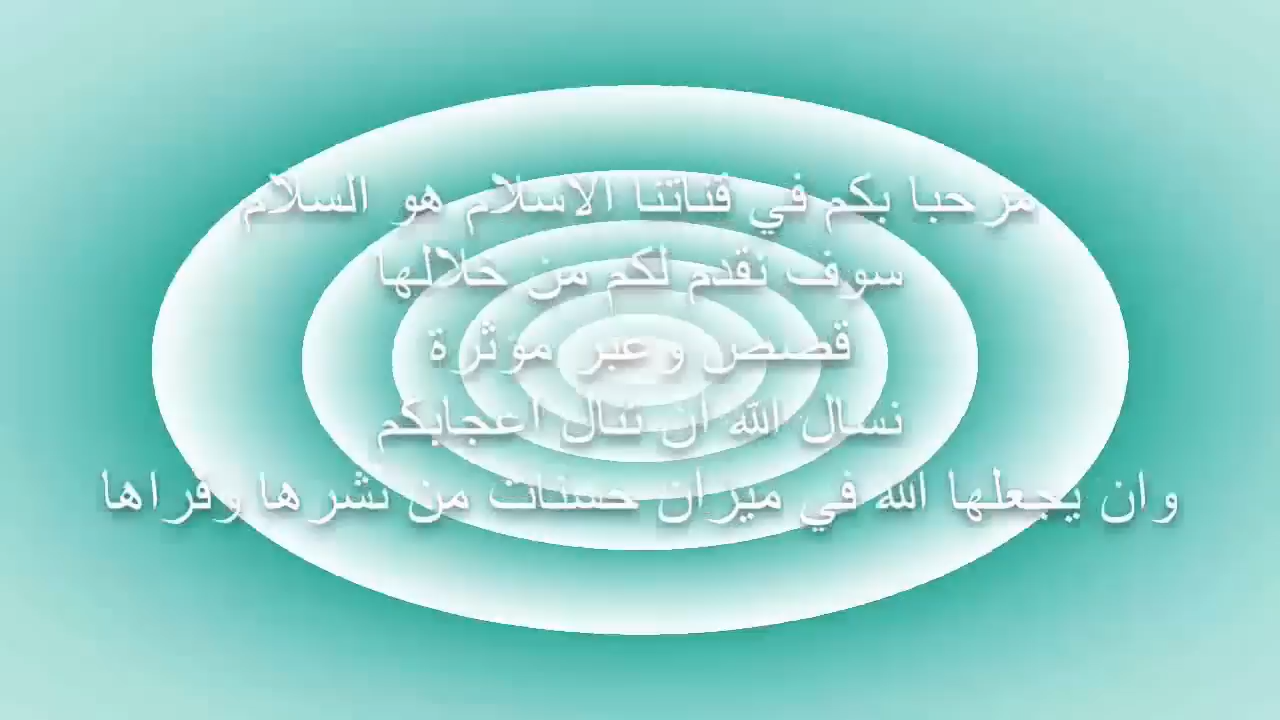 مرحبا بكم في قناتنا الاسلام هو السلام
سوف نقدم لكم من خلالها
قصص وعبر موثرة
نسال الله ان تنال اعجابكم
وان يجعلها الله في ميزان حسنات من نشرها وقراها